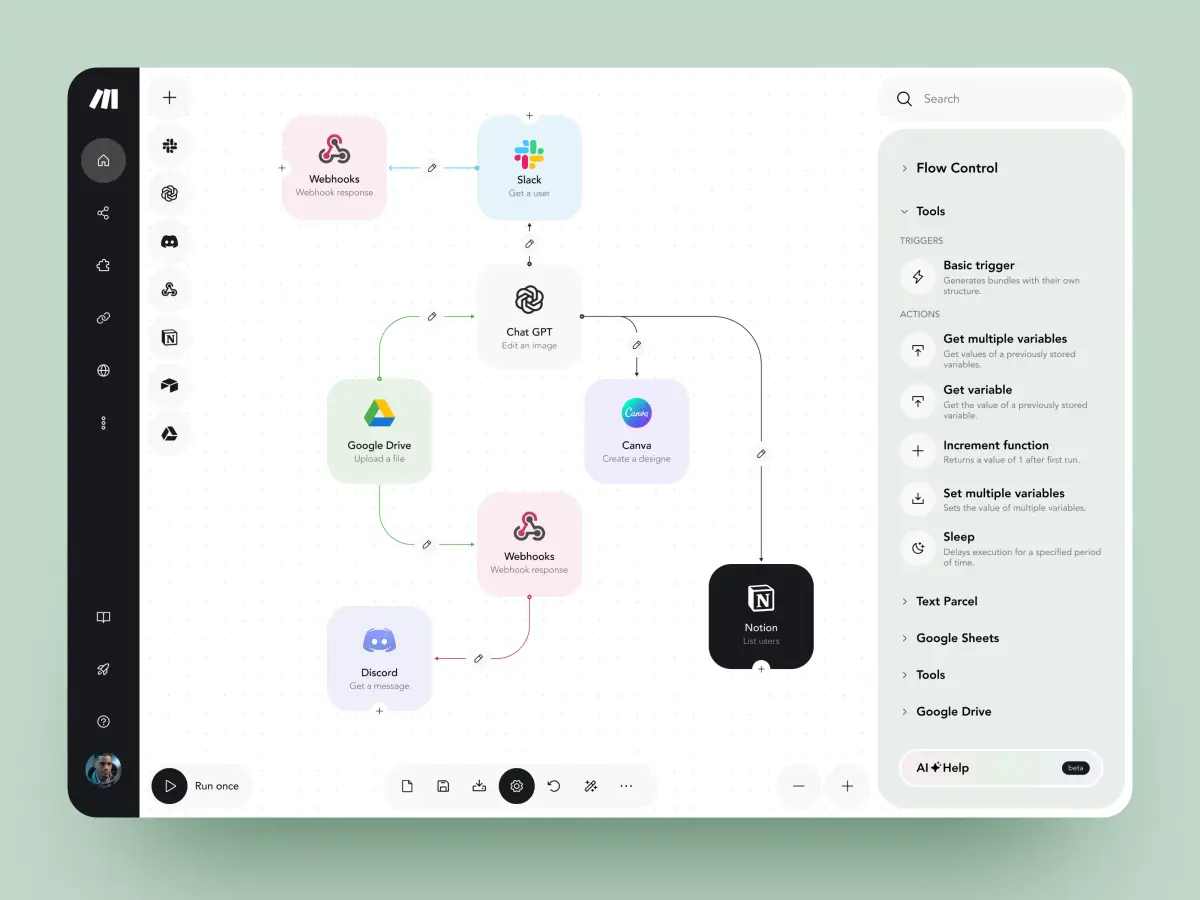 Webhooks
Webhook response
Slack
Get a user
Chat GPT
Edit an image
Google Drive
Upload a file
Canva
Canva
Create a designe
Webhooks
Webhook response
Discord
Get a message
Notion
List users
Run once
Search
Flow Control
Tools
TRIGGERS
Basic trigger
Generates bundles with their own
structure.
ACTIONS
Get multiple variables
Get values of a previously stored
variables.
Get variable
Get the value of a previously stored
variable.
Increment function
Returns a value of 1 after first run.
Set multiple variables
Sets the value of multiple variables.
Sleep
Delays execution for a specified period
of time.
Text Parcel
Google Sheets
Tools
Google Drive
AI Help
beta